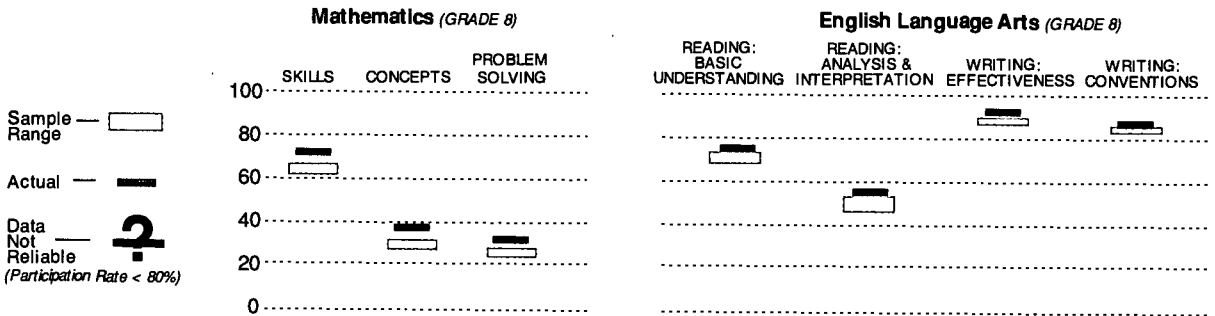 Mathematics (GRADE 8)
SKILLS
CONCEPTS
PROBLEM
SOLVING
100
80
60
40
20
0
Sample
Range
Actual
Data
Not
Reliable
?
(Participation Rate < 80%)
English Language Arts (GRADE 8)
READING:
BASIC
UNDERSTANDING
READING:
ANALYSIS &
INTERPRETATION
WRITING:
EFFECTIVENESS
WRITING:
CONVENTIONS